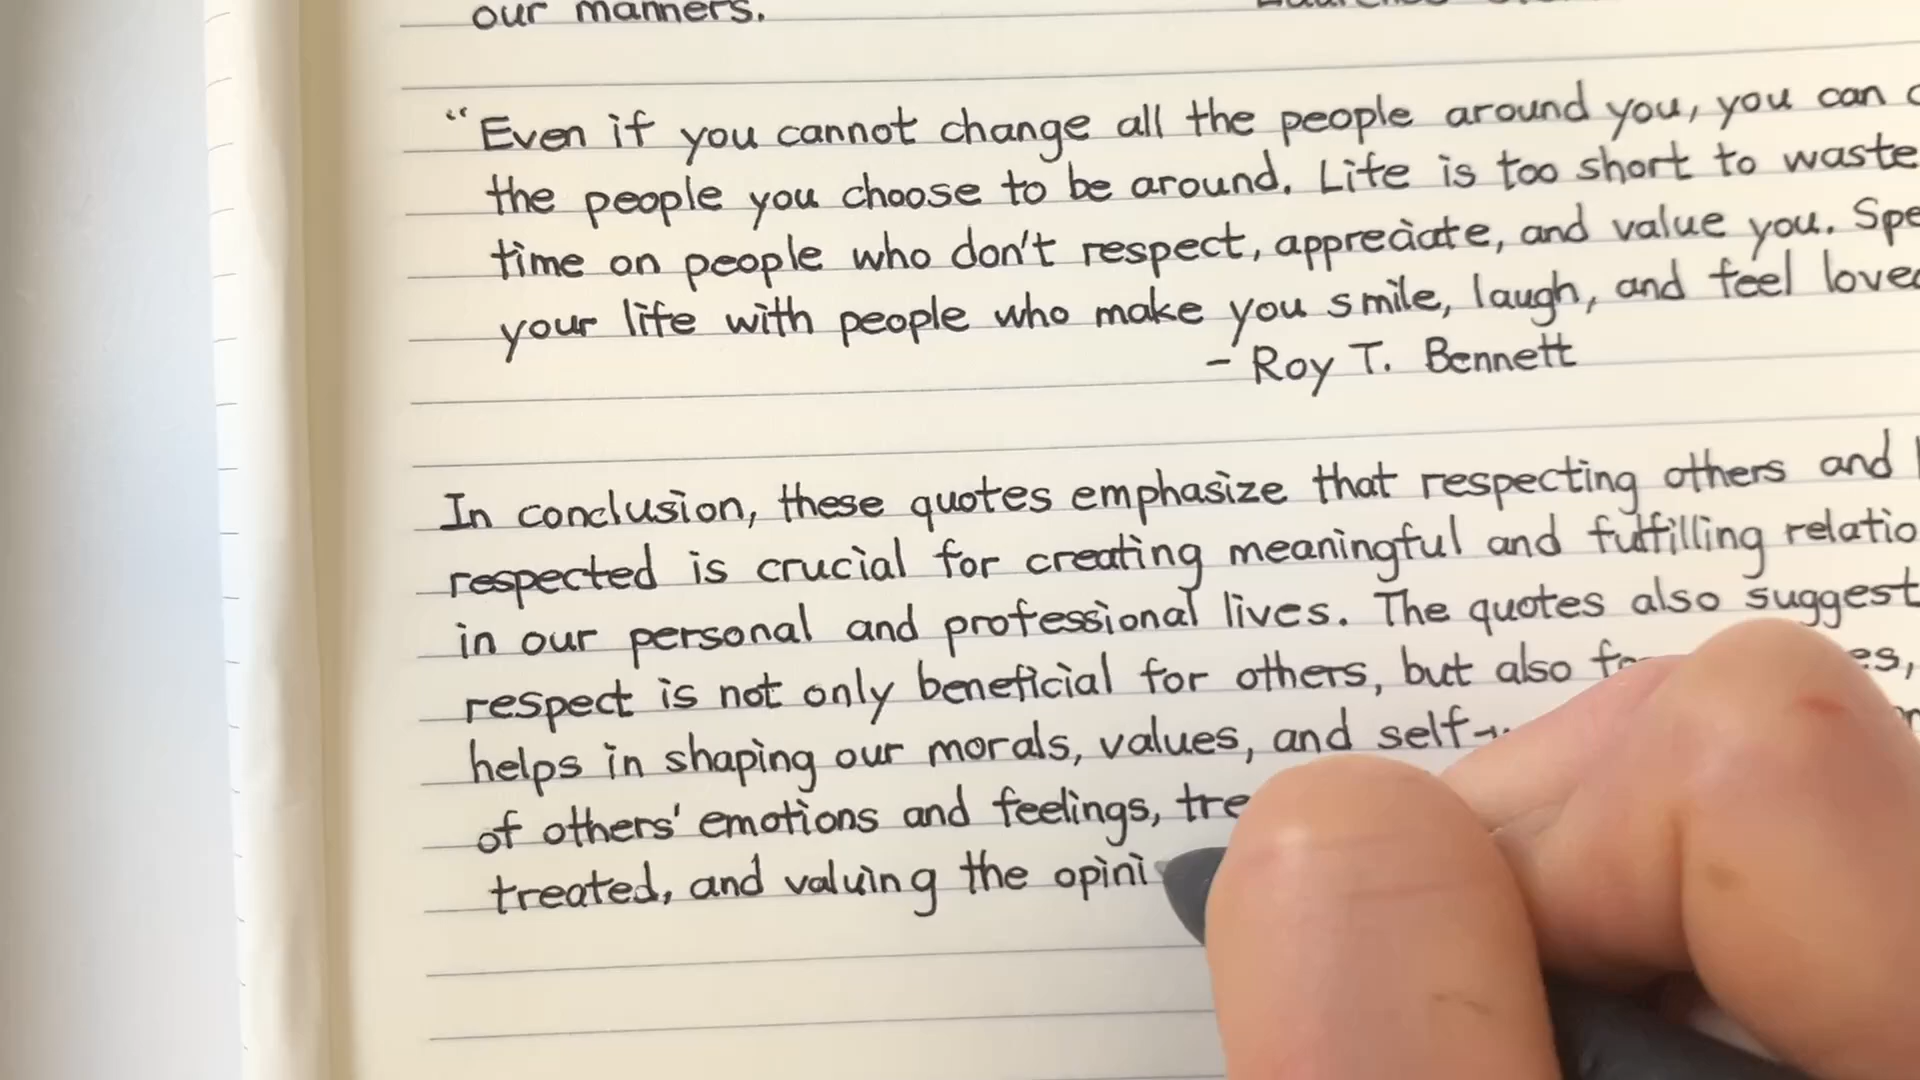 our manners.
“Even if you cannot change all the people around you, you can
the people you choose to be around. Life is too short to waste
time on people who don't respect, appreciate, and value you.
your life with people who make you smile, laugh, and feel
- Roy T. Bennett
In conclusion, these quotes emphasize that respecting others and
respected is crucial for creating meaningful and fulfilling
in our personal and professional lives. The quotes also suggest
respect is not only beneficial for others, but also
helps in shaping our morals, values, and
of others' emotions and feelings,
treated, and valuing the opini